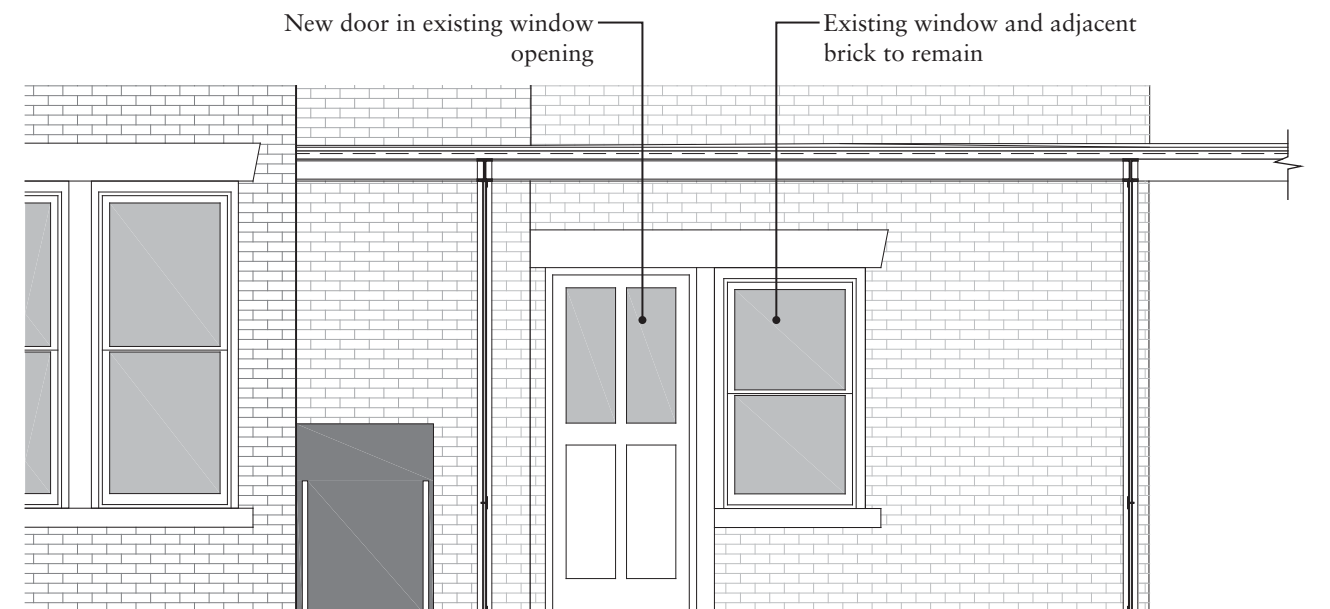 New door in existing window
opening
Existing window and adjacent
brick to remain